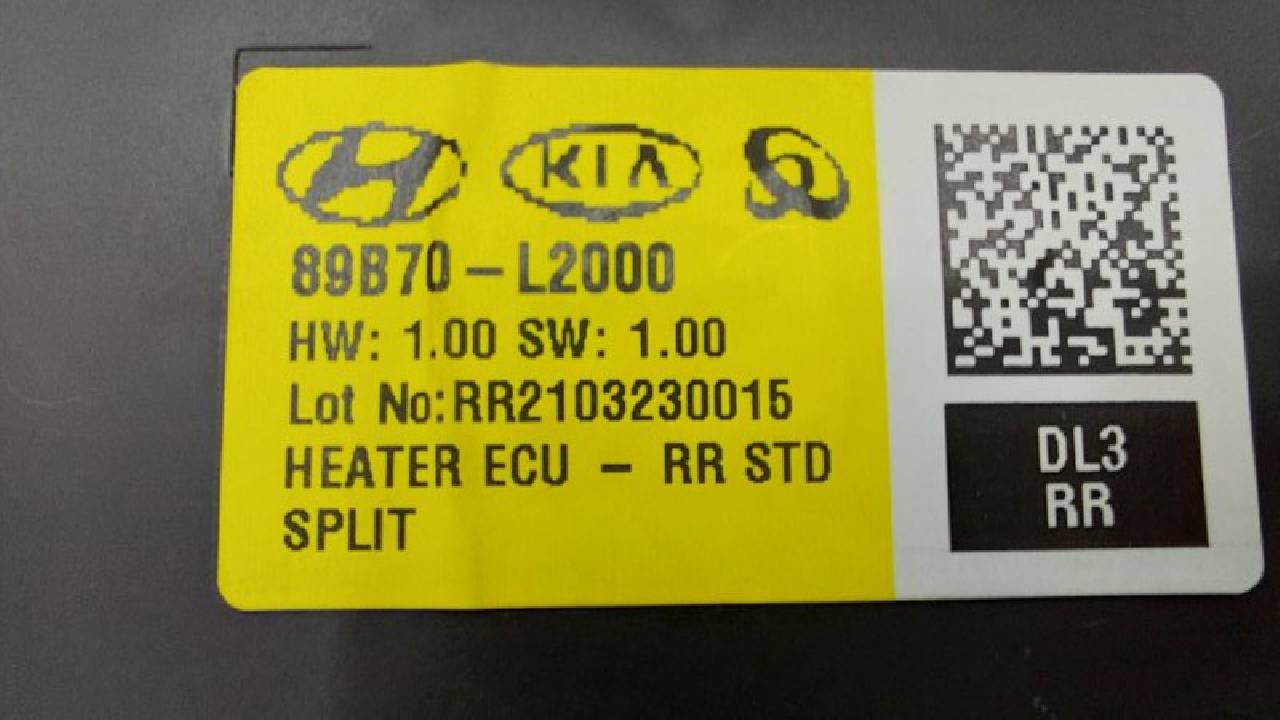 KIA
89B70-L2000
HW: 1.00 SW: 1.00
Lot No:RR2103230015
HEATER ECU - RR STD
SPLIT
DL3
RR